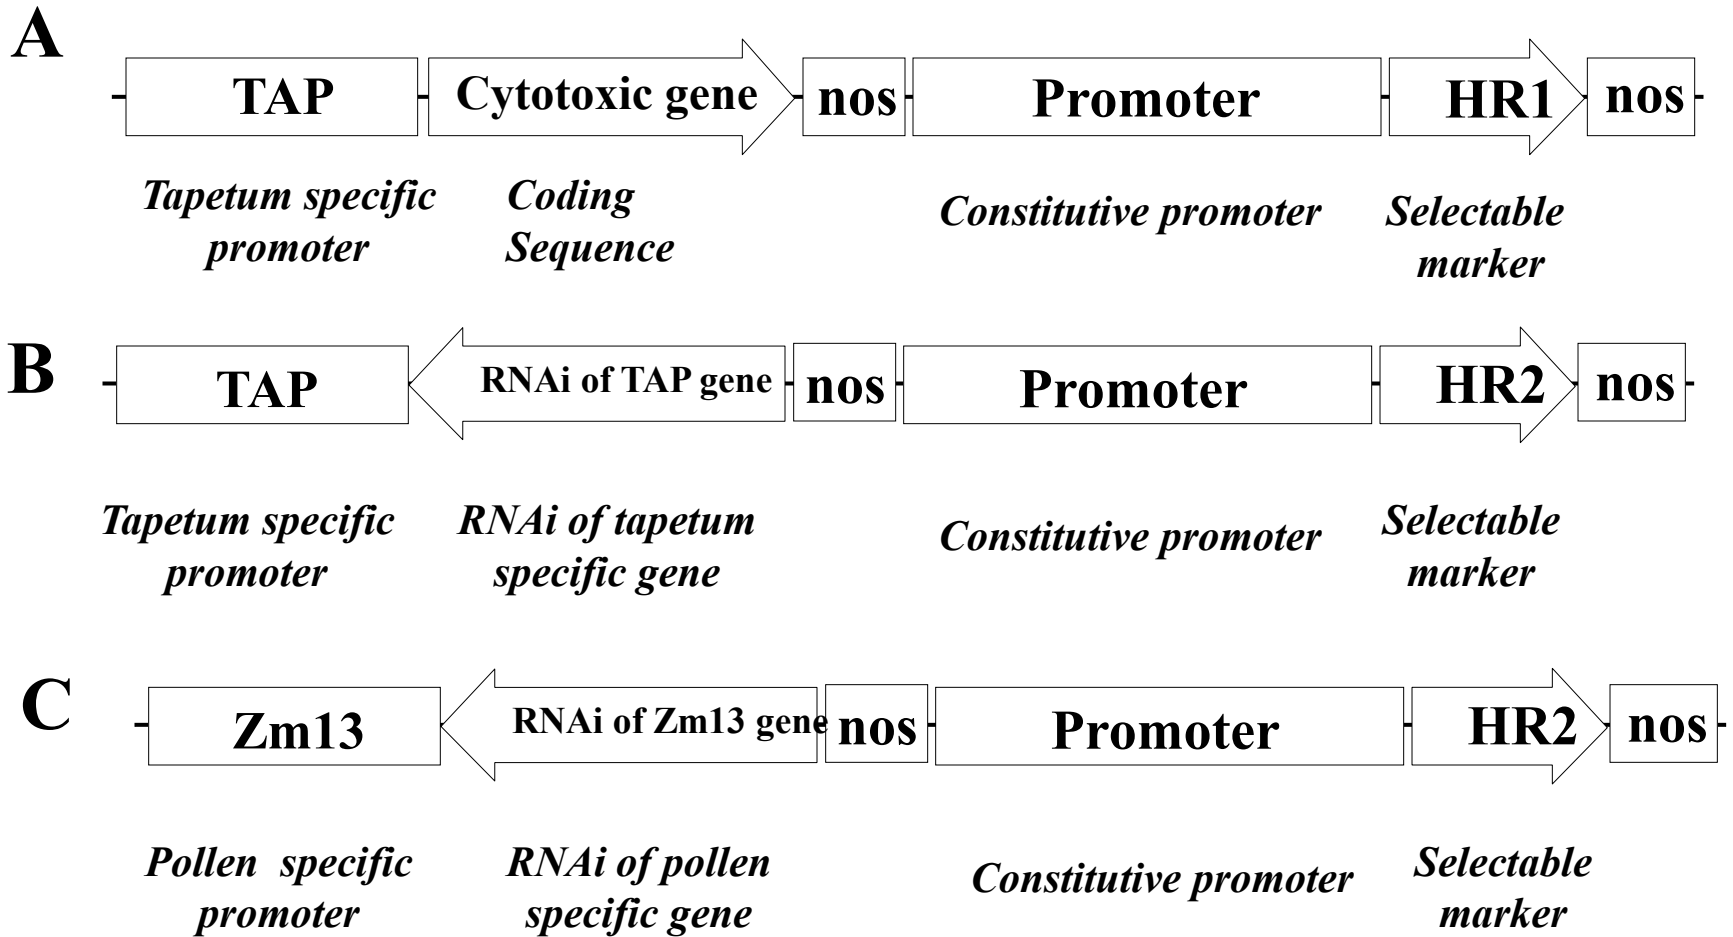 A
TAP Cytotoxic gene nos Promoter HR1 nos
Tapetum specific Coding Constitutive promoter Selectable
promoter Sequence marker
B
TAP RNAi of TAP gene nos Promoter HR2 nos
Tapetum specific RNAi of tapetum Constitutive promoter Selectable
promoter specific gene marker
C
Zm13 RNAi of Zm13 gene nos Promoter HR2 nos
Pollen specific RNAi of pollen Constitutive promoter Selectable
promoter specific gene marker